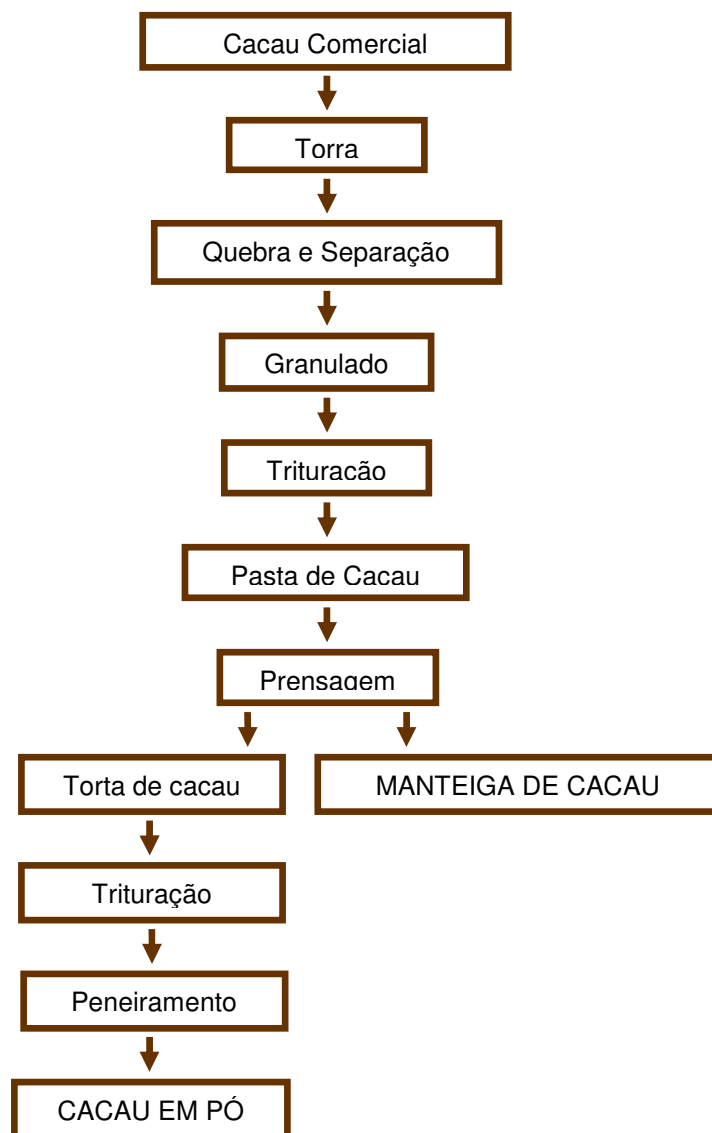 Cacau Comercial
Torra
Quebra e Separação
Granulado
Trituração
Pasta de Cacau
Prensagem
Torta de cacau
MANTEIGA DE CACAU
Trituração
Peneiramento
CACAU EM PÓ